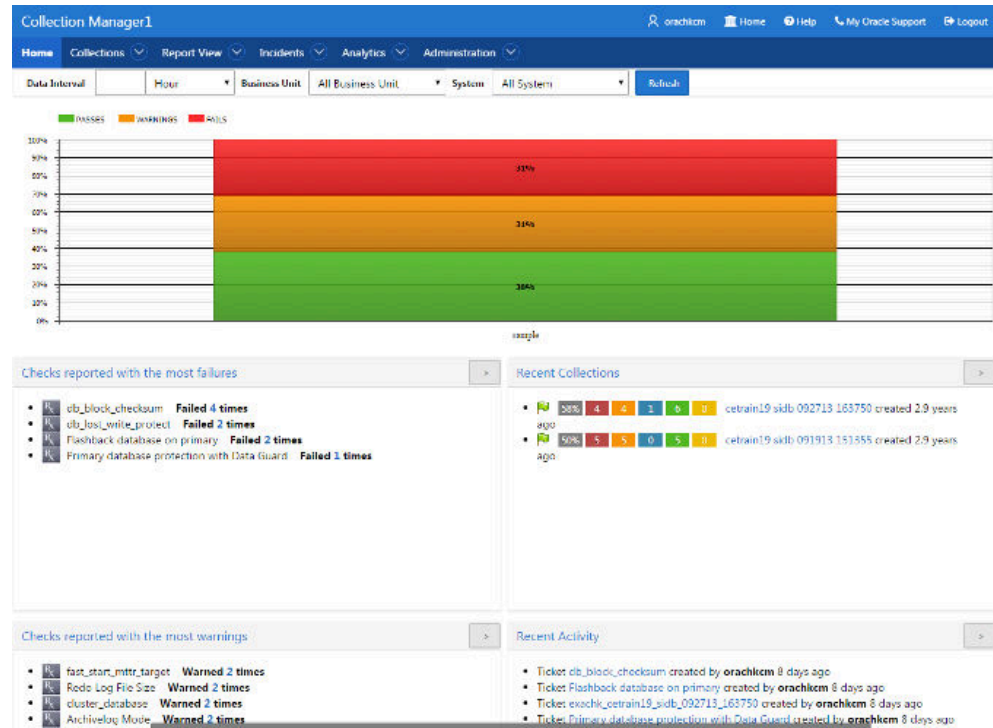 Collection Manager1
orachkcm Home Help My Oracle Support Logout
Home Collections Report View Incidents Analytics Administration
Data Interval Hour Business Unit All Business Unit System All System Refresh
PASSES WARNINGS FAILS
100%
90%
80%
70%
60%
50%
40%
30%
20%
10%
0%
31%
31%
38%
sample
Checks reported with the most failures
db_block_checksum Failed 4 times
db_lost_write_protect Failed 2 times
Flashback database on primary Failed 2 times
Primary database protection with Data Guard Failed 1 times
Recent Collections
58% 4 4 1 6 0 cetrain19 sidb 092713 163750 created 2.9 years
ago
50% 5 5 0 5 0 cetrain19 sidb 091913 151355 created 2.9 years
ago
Checks reported with the most warnings
fast_start_mttr_target Warned 2 times
Redo Log File Size Warned 2 times
cluster_database Warned 2 times
Archivelog Mode Warned 2 times
Recent Activity
Ticket db_block_checksum created by orachkcm 8 days ago
Ticket Flashback database on primary created by orachkcm 8 days ago
Ticket exachk_cetrain19_sidb_092713_163750 created by orachkcm 8 days ago
Ticket Primary database protection with Data Guard created by orachkcm 8 days ago